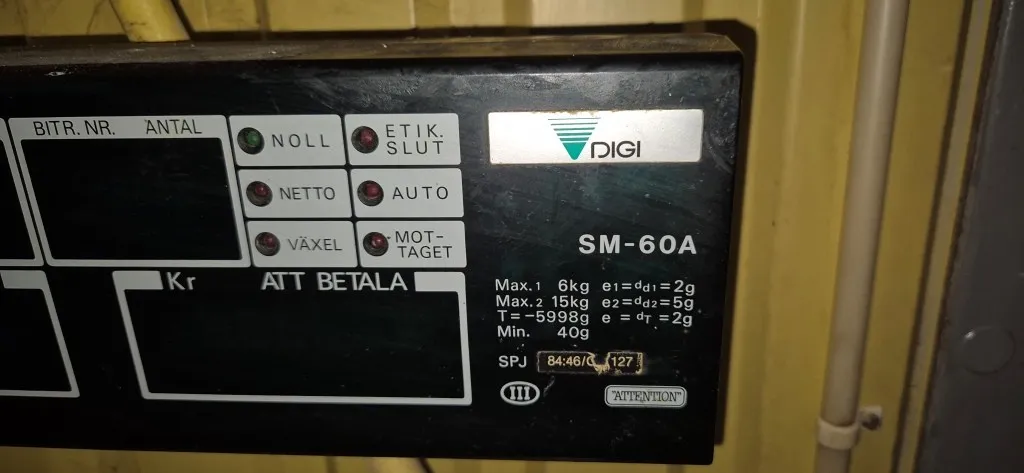 BITR. NR. ANTAL
NOLL
ETIK.
SLUT
NETTO
AUTO
VÄXEL
MOT-
TAGET
Kr ATT BETALA
DIGI
SM-60A
Max.1 6kg e1=dd1=2g
Max.2 15kg e2=dd2=5g
T=-5998g e=dT=2g
Min. 40g
SPJ 84:46/ 127
III
"ATTENTION"